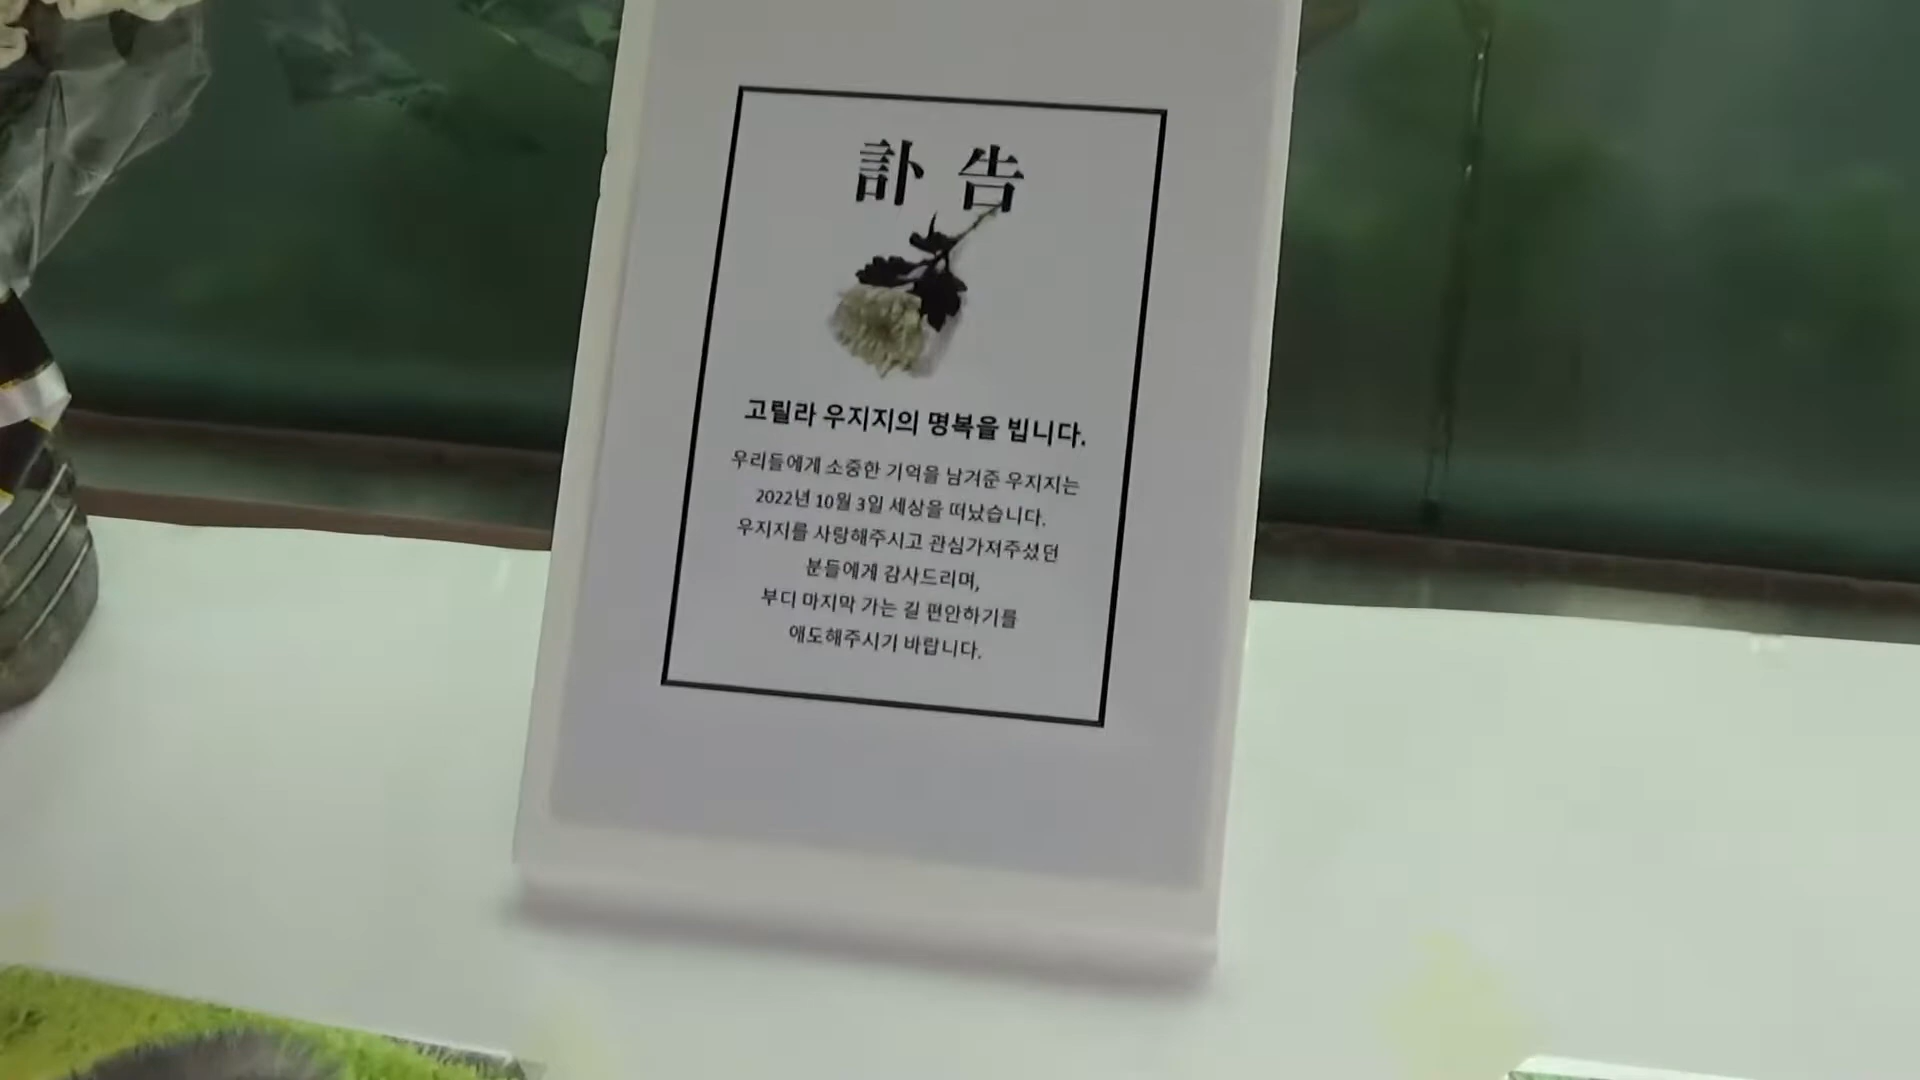 訃 告
고릴라 우지지의 명복을 빕니다.
우리들에게 소중한 기억을 남겨준 우지지는
2022년 10월 3일 세상을 떠났습니다.
우지지를 사랑해주시고 관심가져주셨던
분들에게 감사드리며,
부디 마지막 가는 길 편안하기를
애도해주시기 바랍니다.